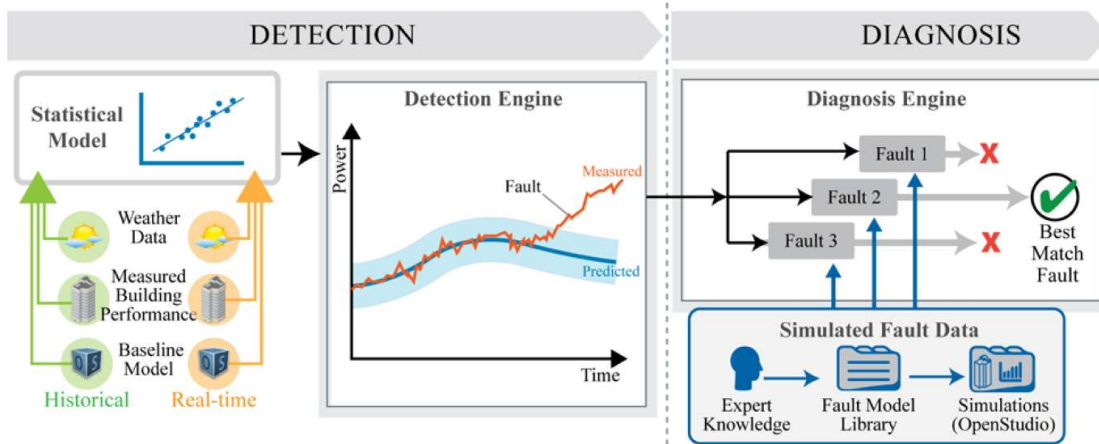 DETECTION
DIAGNOSIS
Statistical
Model
Weather
Data
Measured
Building
Performance
Baseline
Model
Historical
Real-time
Detection Engine
Power
Fault
Measured
Predicted
Time
Diagnosis Engine
Fault 1
X
Fault 2
Fault 3
X
Best
Match
Fault
Simulated Fault Data
Expert
Knowledge
Fault Model
Library
Simulations
(OpenStudio)